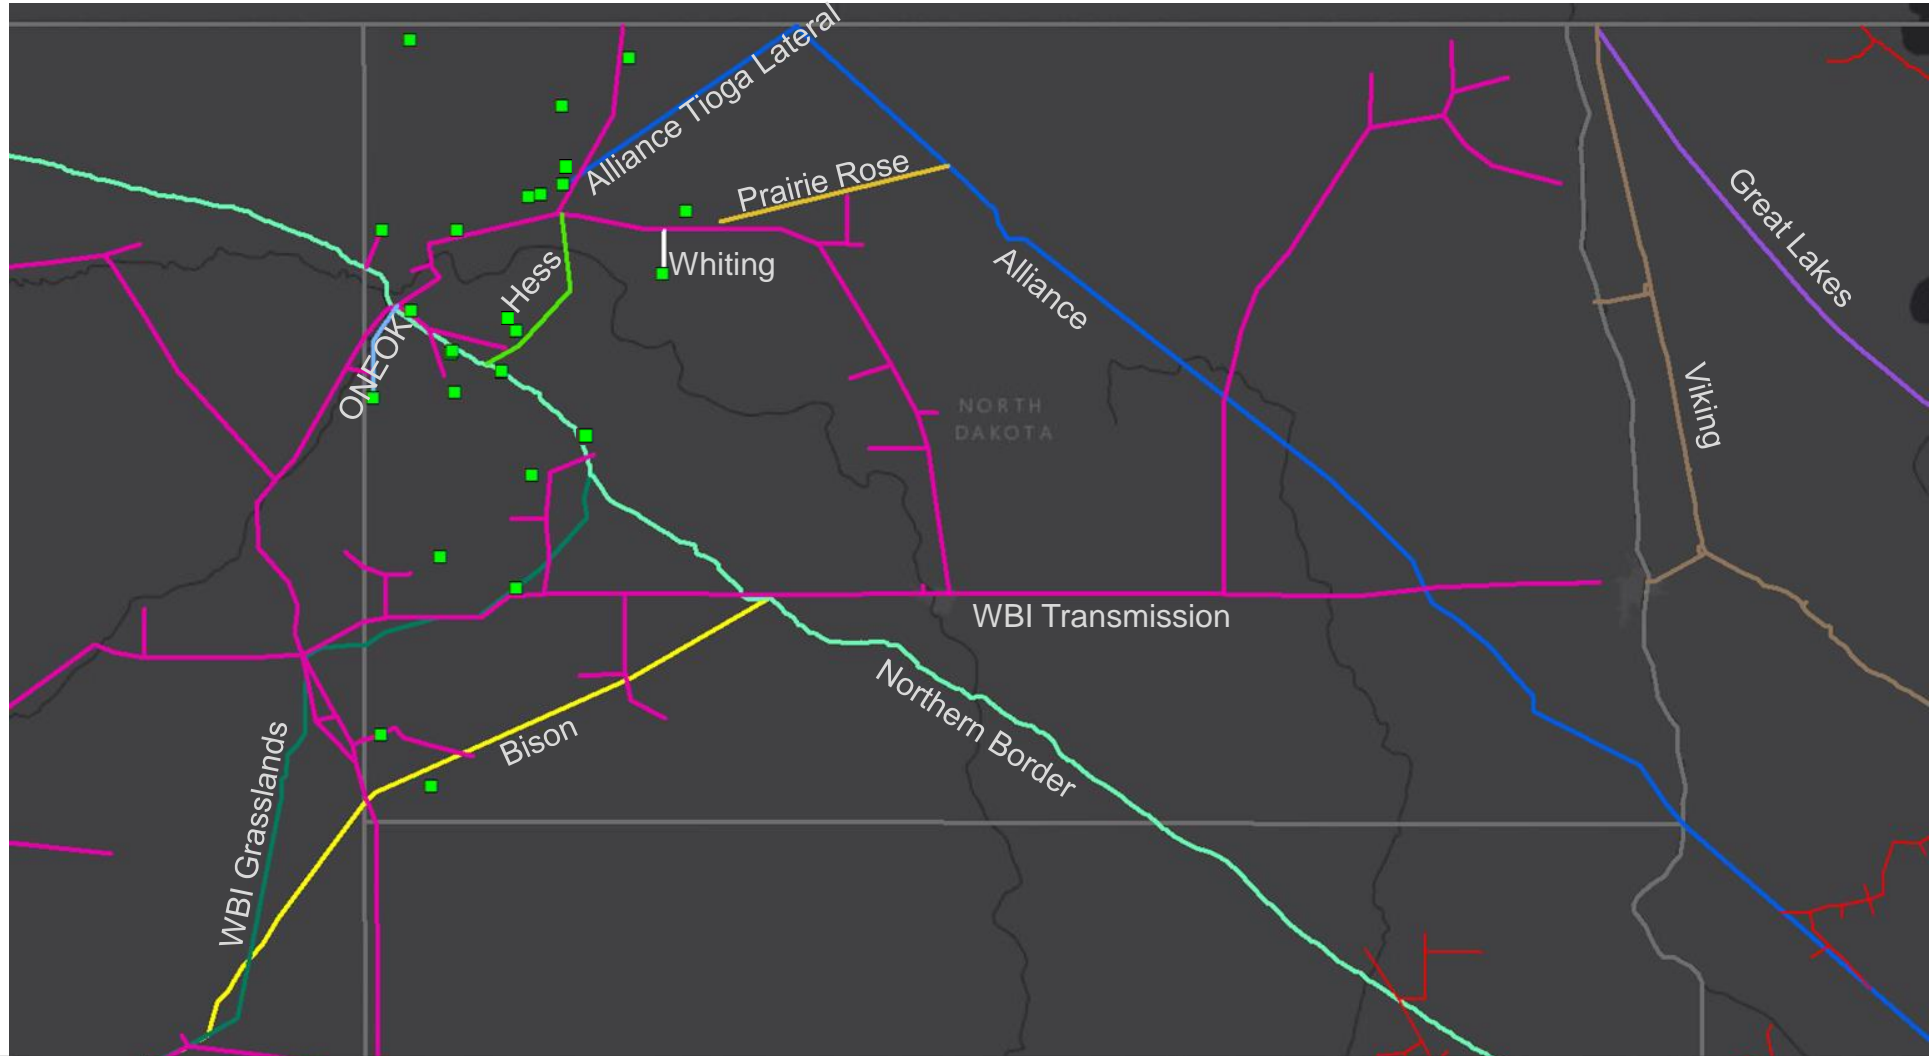 Alliance Tioga Lateral
Prairie Rose
Great Lakes
Hess
Whiting
Alliance
ONEOK
Viking
NORTH
DAKOTA
WBI Transmission
Northern Border
Bison
WBI Grasslands